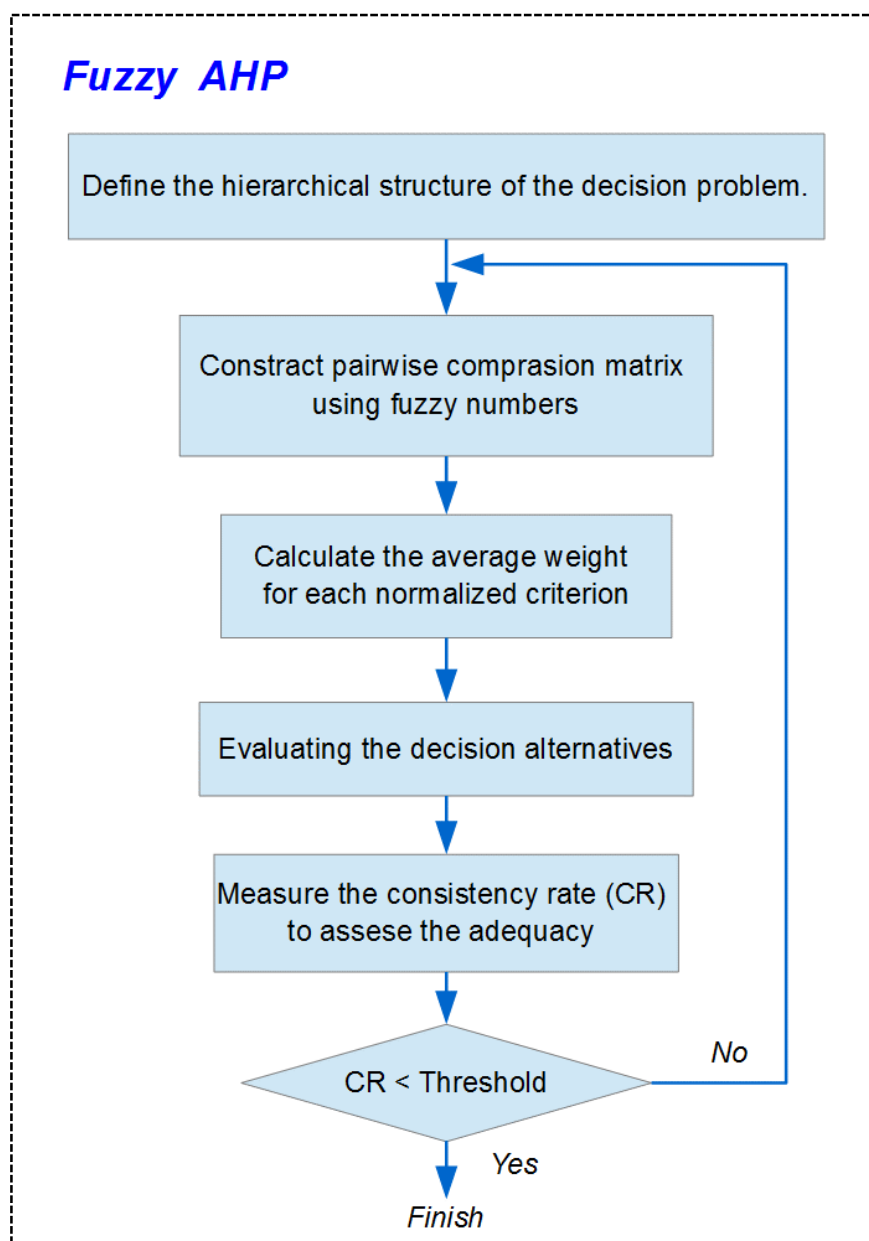 Fuzzy AHP
Define the hierarchical structure of the decision problem.
Constract pairwise comprasion matrix
using fuzzy numbers
Calculate the average weight
for each normalized criterion
Evaluating the decision alternatives
Measure the consistency rate (CR)
to assese the adequacy
CR < Threshold
No
Yes
Finish